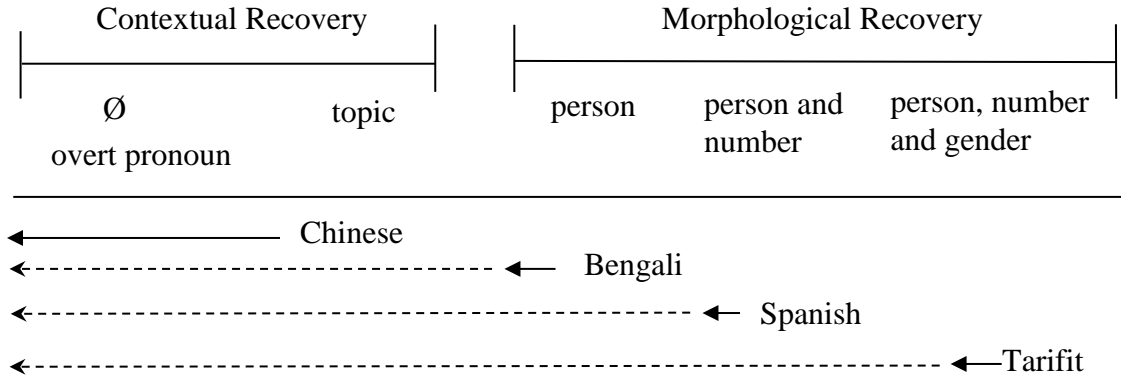 Contextual Recovery Morphological Recovery
Ø topic person person and number person, number and gender
overt pronoun
Chinese
Bengali
Spanish
Tarifit